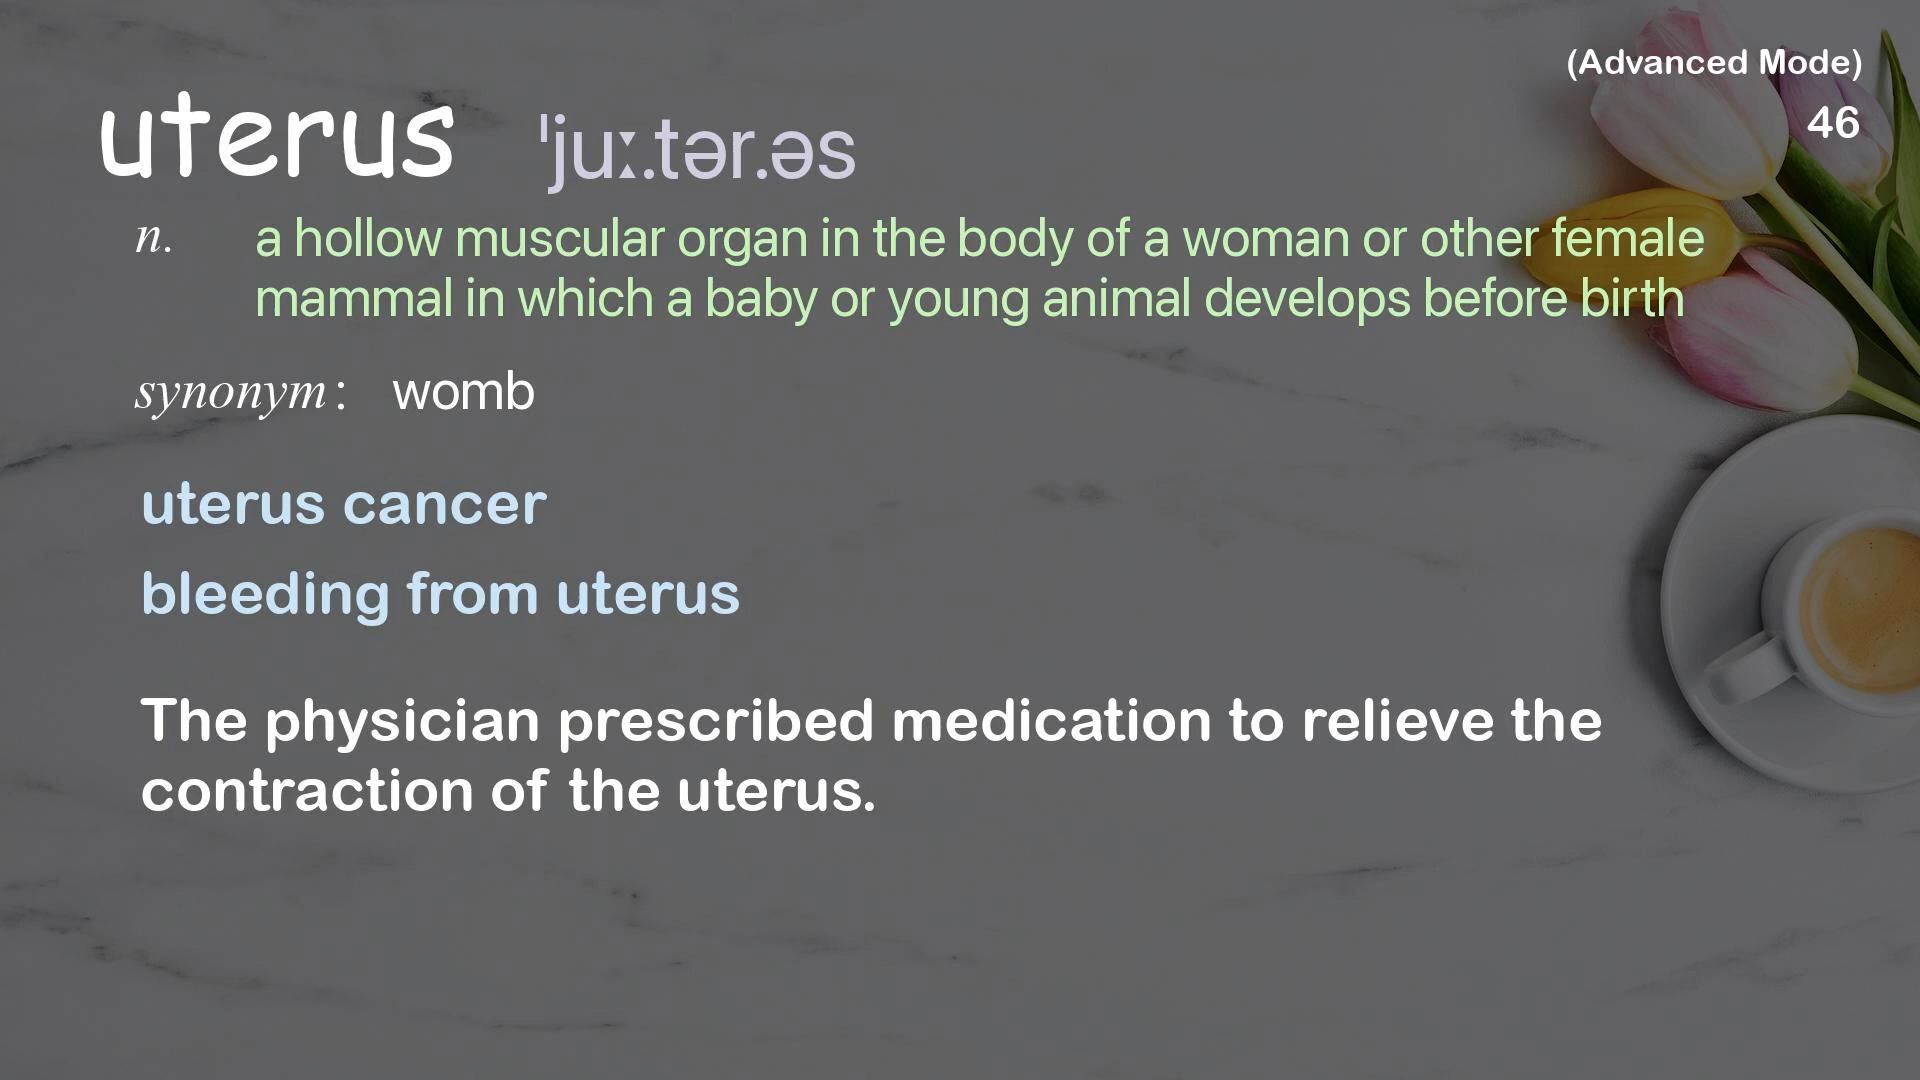 (Advanced Mode)
uterus ˈjuː.tər.əs
46
n. a hollow muscular organ in the body of a woman or other female
mammal in which a baby or young animal develops before birth
synonym: womb
uterus cancer
bleeding from uterus
The physician prescribed medication to relieve the
contraction of the uterus.